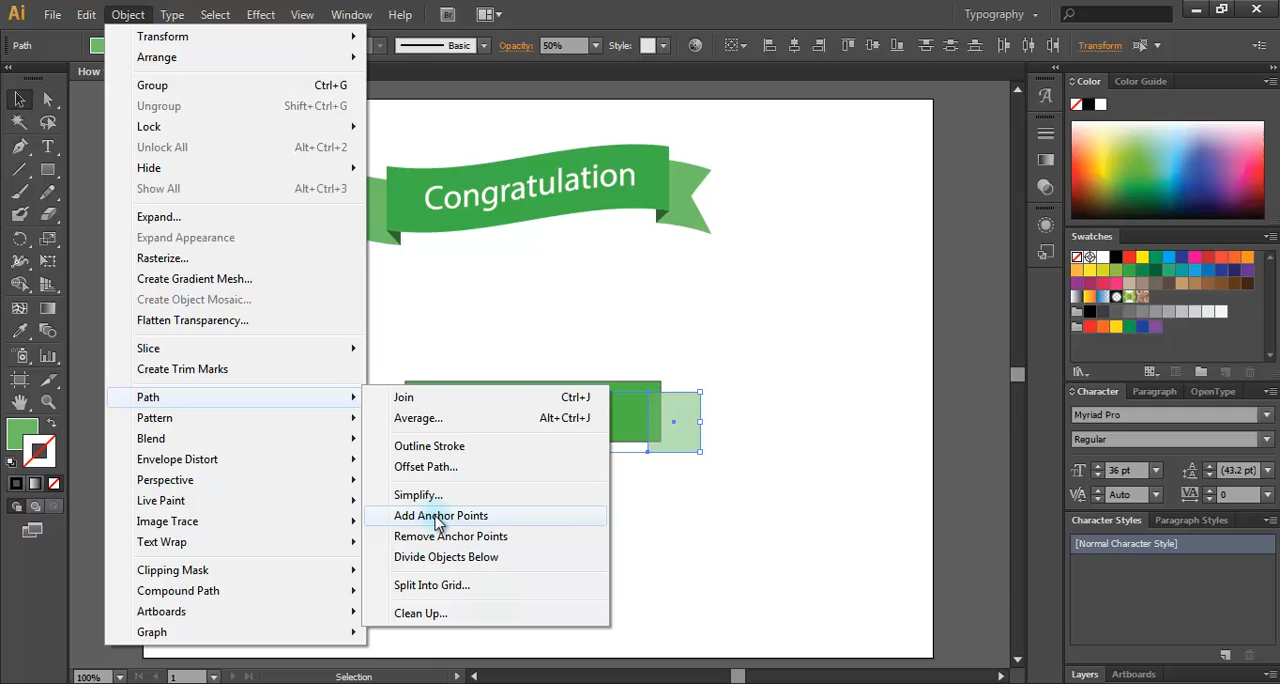 Ai File Edit Object Type Select Effect View Window Help Br Typography
Path Basic Opacity: 50% Style: Transform
How
Transform
Arrange
Group Ctrl+G
Ungroup Shift+Ctrl+G
Lock
Unlock All Alt+Ctrl+2
Hide
Show All Alt+Ctrl+3
Expand...
Expand Appearance
Rasterize...
Create Gradient Mesh...
Create Object Mosaic...
Flatten Transparency...
Slice
Create Trim Marks
Path
Pattern
Blend
Envelope Distort
Perspective
Live Paint
Image Trace
Text Wrap
Clipping Mask
Compound Path
Artboards
Graph
Join Ctrl+J
Average... Alt+Ctrl+J
Outline Stroke
Offset Path...
Simplify...
Add Anchor Points
Remove Anchor Points
Divide Objects Below
Split Into Grid...
Clean Up...
Congratulation
Color Color Guide
Swatches
Character Paragraph OpenType
Myriad Pro
Regular
36 pt (43.2 pt)
Auto 0
Character Styles Paragraph Styles
[Normal Character Style]
Layers Artboards
100% 1 Selection